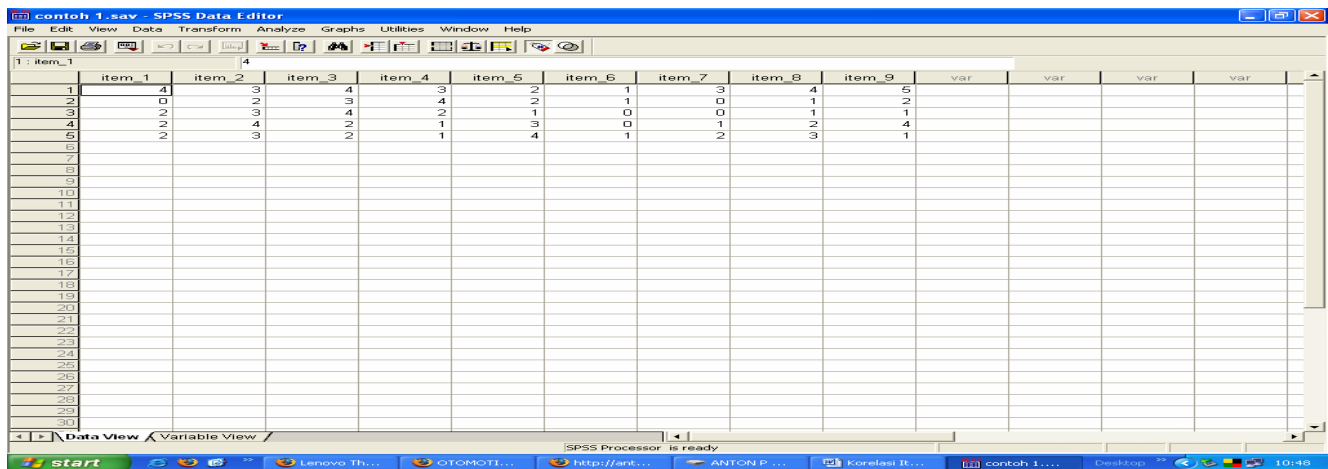 contoh 1.sav - SPSS Data Editor
File Edit View Data Transform Analyze Graphs Utilities Window Help
1 : item_1 4
item_1 item_2 item_3 item_4 item_5 item_6 item_7 item_8 item_9 var var var var
1 4 3 4 3 2 1 3 4 5
2 0 2 3 4 2 1 0 1 2
3 2 3 4 2 1 0 0 1 1
4 2 4 2 1 3 0 1 2 4
5 2 3 2 1 4 1 2 3 1
6
7
8
9
10
11
12
13
14
15
16
17
18
19
20
21
22
23
24
25
26
27
28
29
30
Data View Variable View
SPSS Processor is ready
start Lenovo Th... OTOMOTI... http://ant... ANTON P ... Korelasi It... contoh 1.... Desktop 10:48